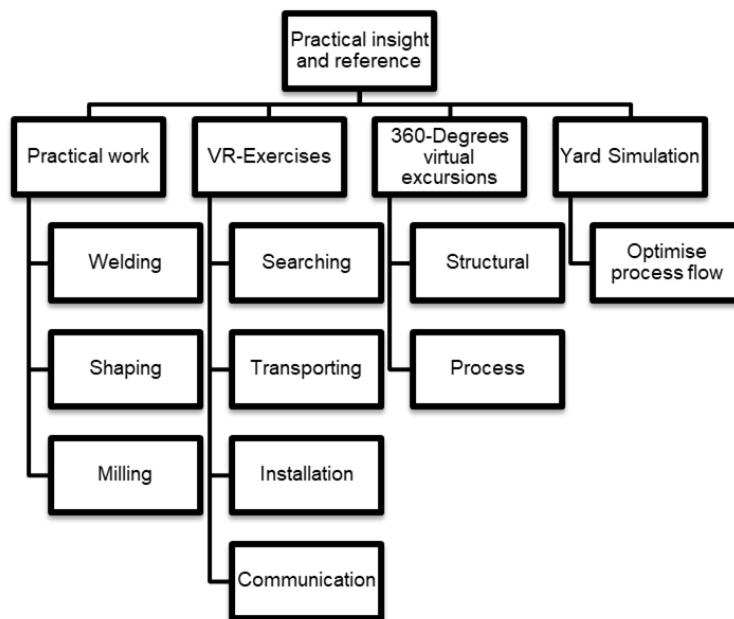 Practical insight
and reference
Practical work
VR-Exercises
360-Degrees
virtual
excursions
Yard Simulation
Welding
Searching
Structural
Optimise
process flow
Shaping
Transporting
Process
Milling
Installation
Communication